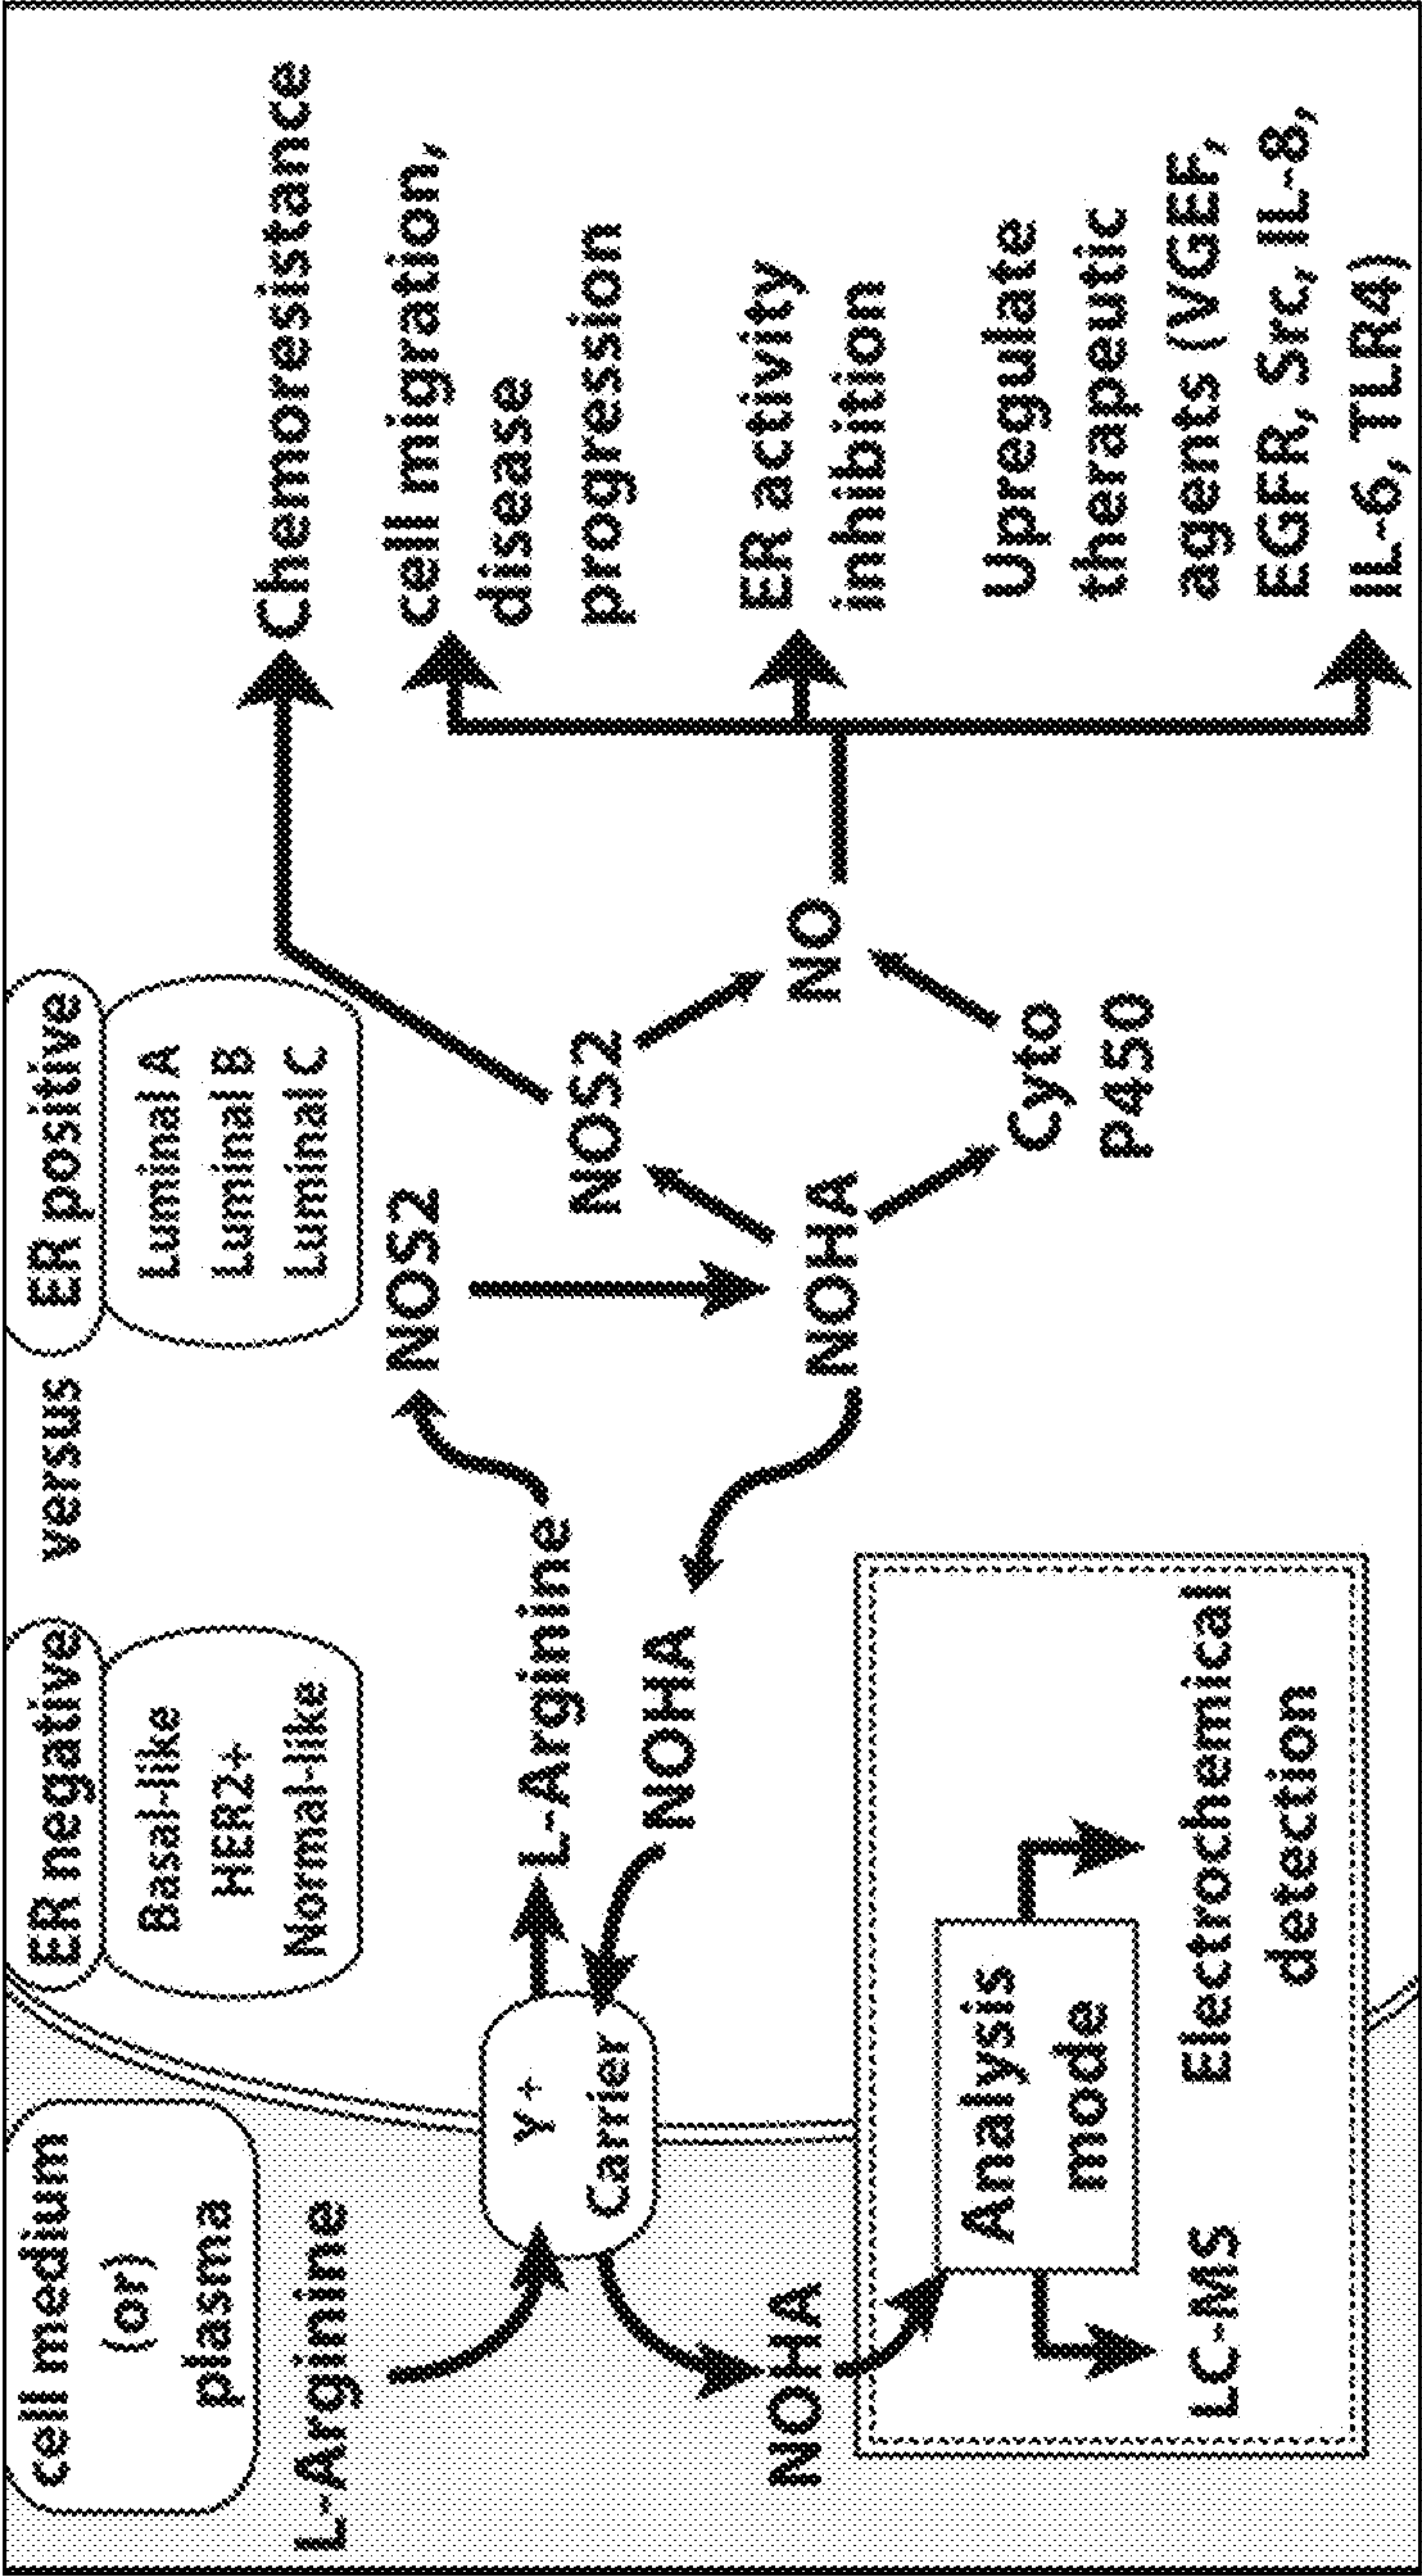 cell medium
(or)
plasma
ER negative
versus
ER positive
Basal-like
HER2+
Normal-like
Luminal A
Luminal B
Luminal C
L-Arginine
Y+
Carrier
L-Arginine
NOHA
NOS2
NOHA
NOS2
Cyto
P450
NO
NOHA
Analysis
mode
LC-MS
Electrochemical
detection
Chemoresistance
cell migration,
disease
progression
ER activity
inhibition
Upregulate
therapeutic
agents (VGEF,
EGFR, Src, IL-8,
IL-6, TLR4)